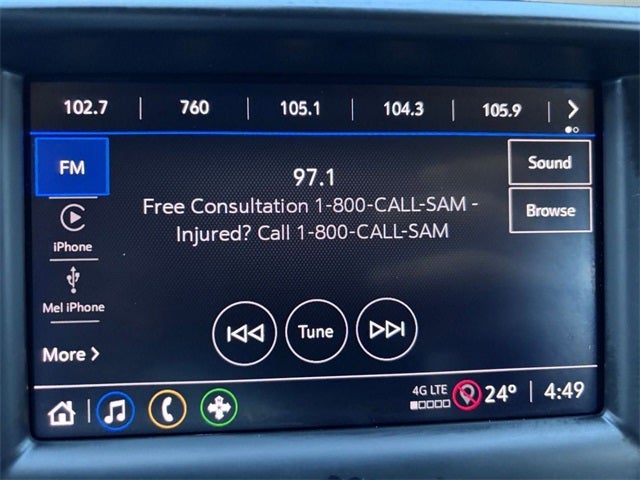 102.7 760 105.1 104.3 105.9
FM
97.1
Sound
Free Consultation 1-800-CALL-SAM -
Injured? Call 1-800-CALL-SAM
Browse
iPhone
Mel iPhone
Tune
More >
4G LTE
24° 4:49